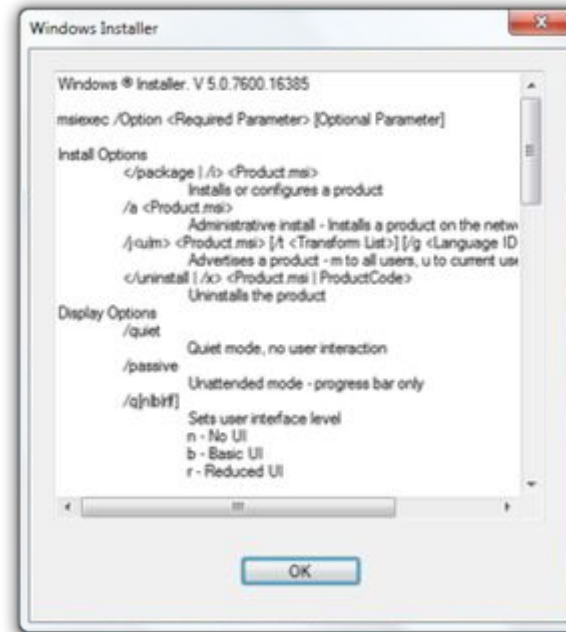 Windows Installer
Windows ® Installer. V 5.0.7600.16385
msiexec /Option <Required Parameter> [Optional Parameter]
Install Options
</package | /i> <Product.msi>
Installs or configures a product
/a <Product.msi>
Administrative install - Installs a product on the netw
/j<u|m> <Product.msi> [/t <Transform List>] [/g <Language ID
Advertises a product - m to all users, u to current use
</uninstall | /x> <Product.msi | ProductCode>
Uninstalls the product
Display Options
/quiet
Quiet mode, no user interaction
/passive
Unattended mode - progress bar only
/q[n|b|r|f]
Sets user interface level
n - No UI
b - Basic UI
r - Reduced UI
OK